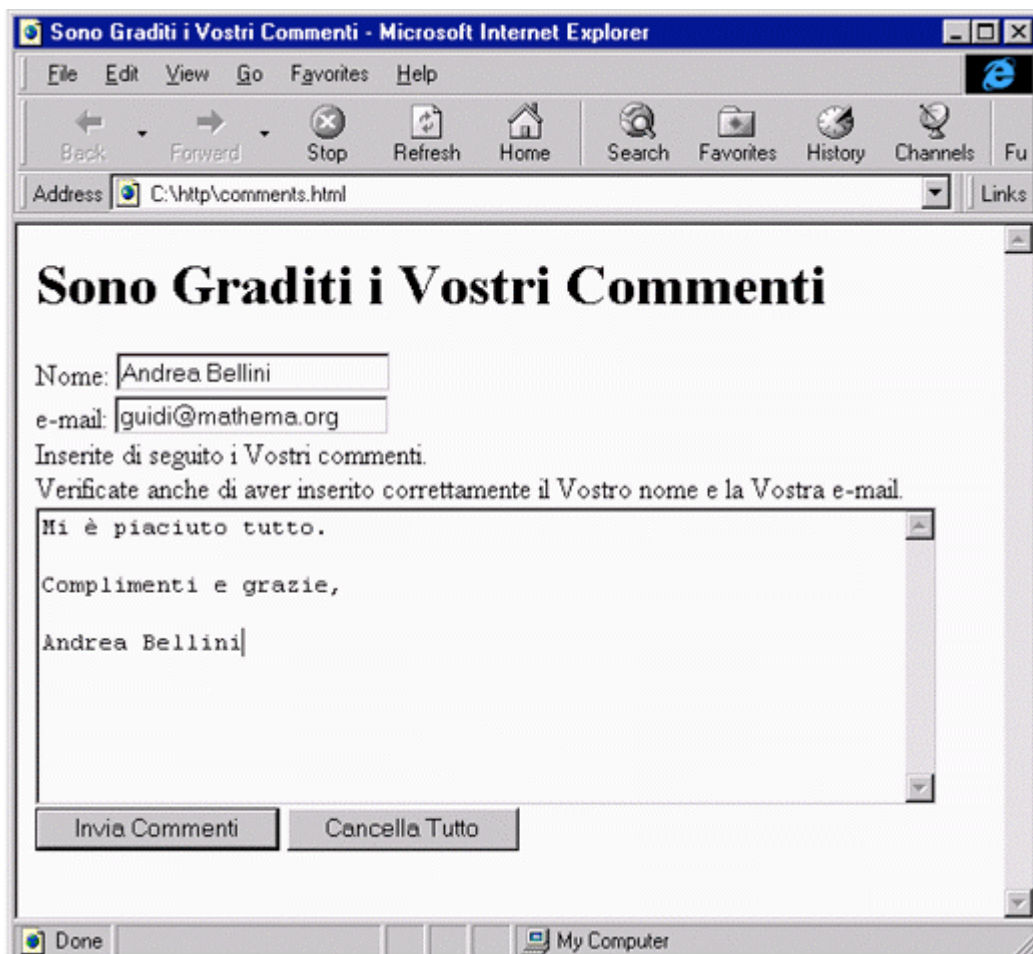 Sono Graditi i Vostri Commenti - Microsoft Internet Explorer
File Edit View Go Favorites Help
Back Forward Stop Refresh Home Search Favorites History Channels Fu
Address C:\http\comments.html Links
Sono Graditi i Vostri Commenti
Nome: Andrea Bellini
e-mail: guidi@mathema.org
Inserite di seguito i Vostri commenti.
Verificate anche di aver inserito correttamente il Vostro nome e la Vostra e-mail.
Mi è piaciuto tutto.
Complimenti e grazie,
Andrea Bellini
Invia Commenti Cancella Tutto
Done My Computer